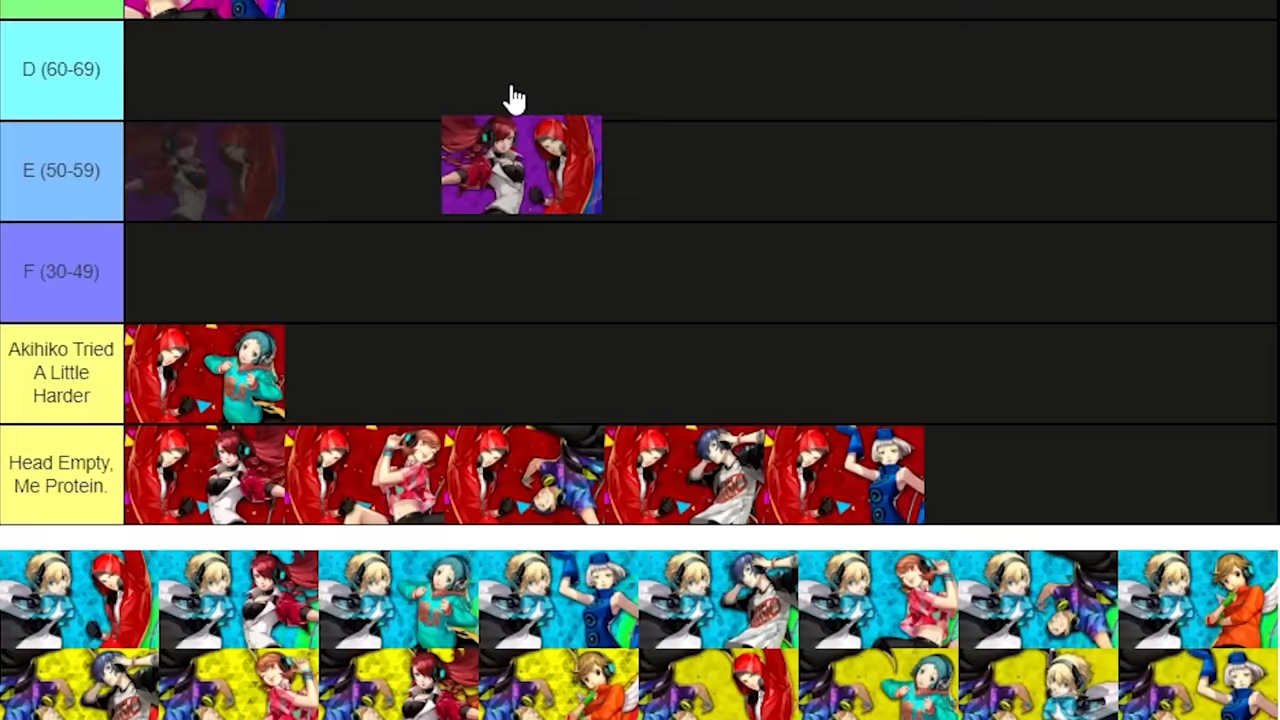 D (60-69)
E (50-59)
F (30-49)
Akihiko Tried
A Little
Harder
Head Empty,
Me Protein.